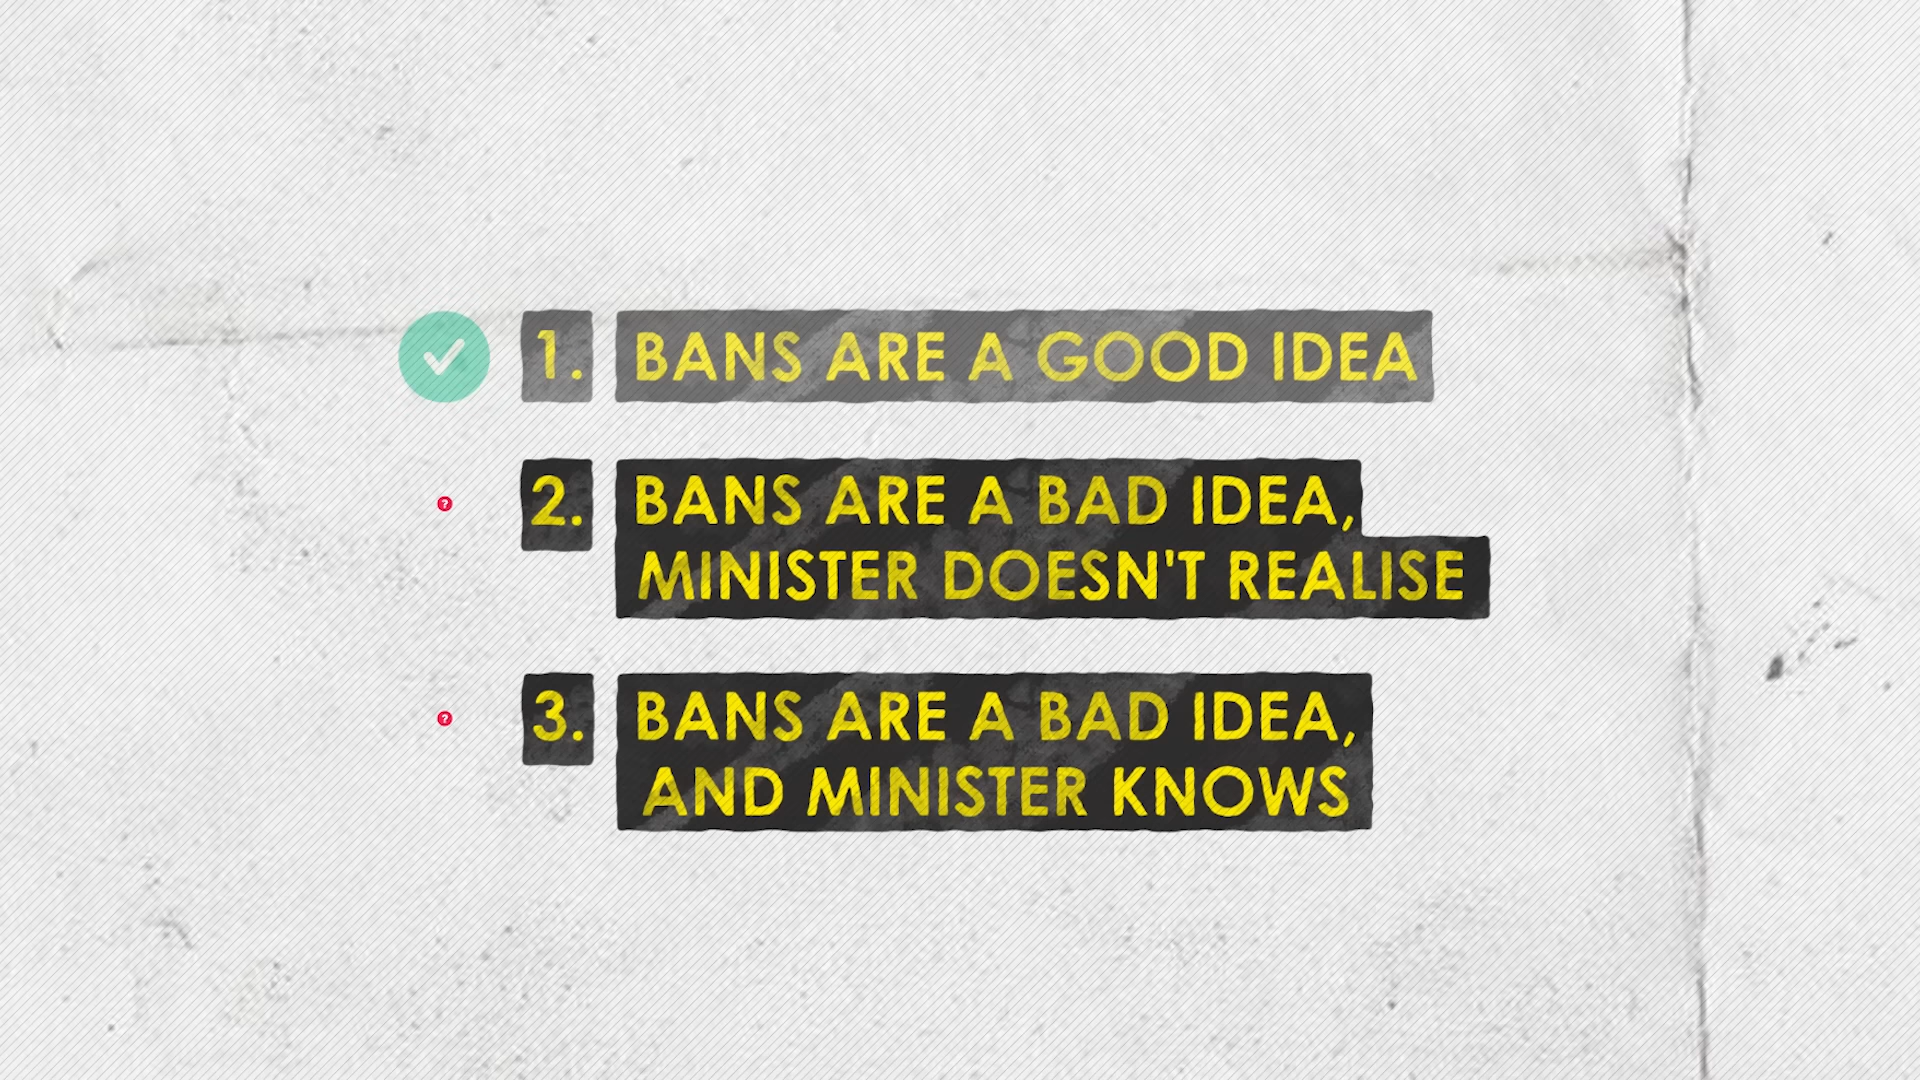 1. BANS ARE A GOOD IDEA
? 2. BANS ARE A BAD IDEA,
MINISTER DOESN'T REALISE
? 3. BANS ARE A BAD IDEA,
AND MINISTER KNOWS